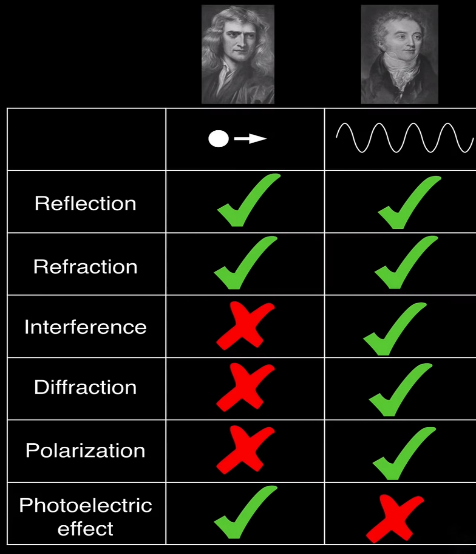 Reflection
Refraction
Interference
Diffraction
Polarization
Photoelectric
effect